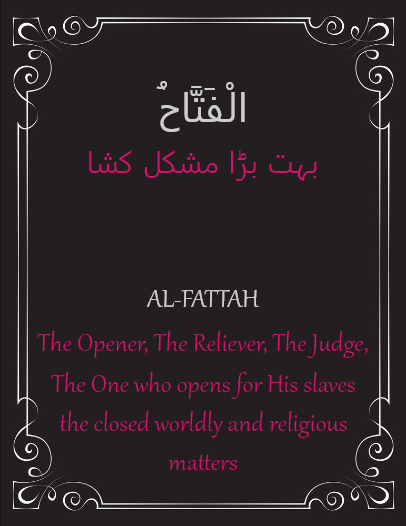 الْفَتَّاحُ
بہت بڑا مشکل کشا
AL-FATTAH
The Opener, The Reliever, The Judge,
The One who opens for His slaves
the closed worldly and religious
matters